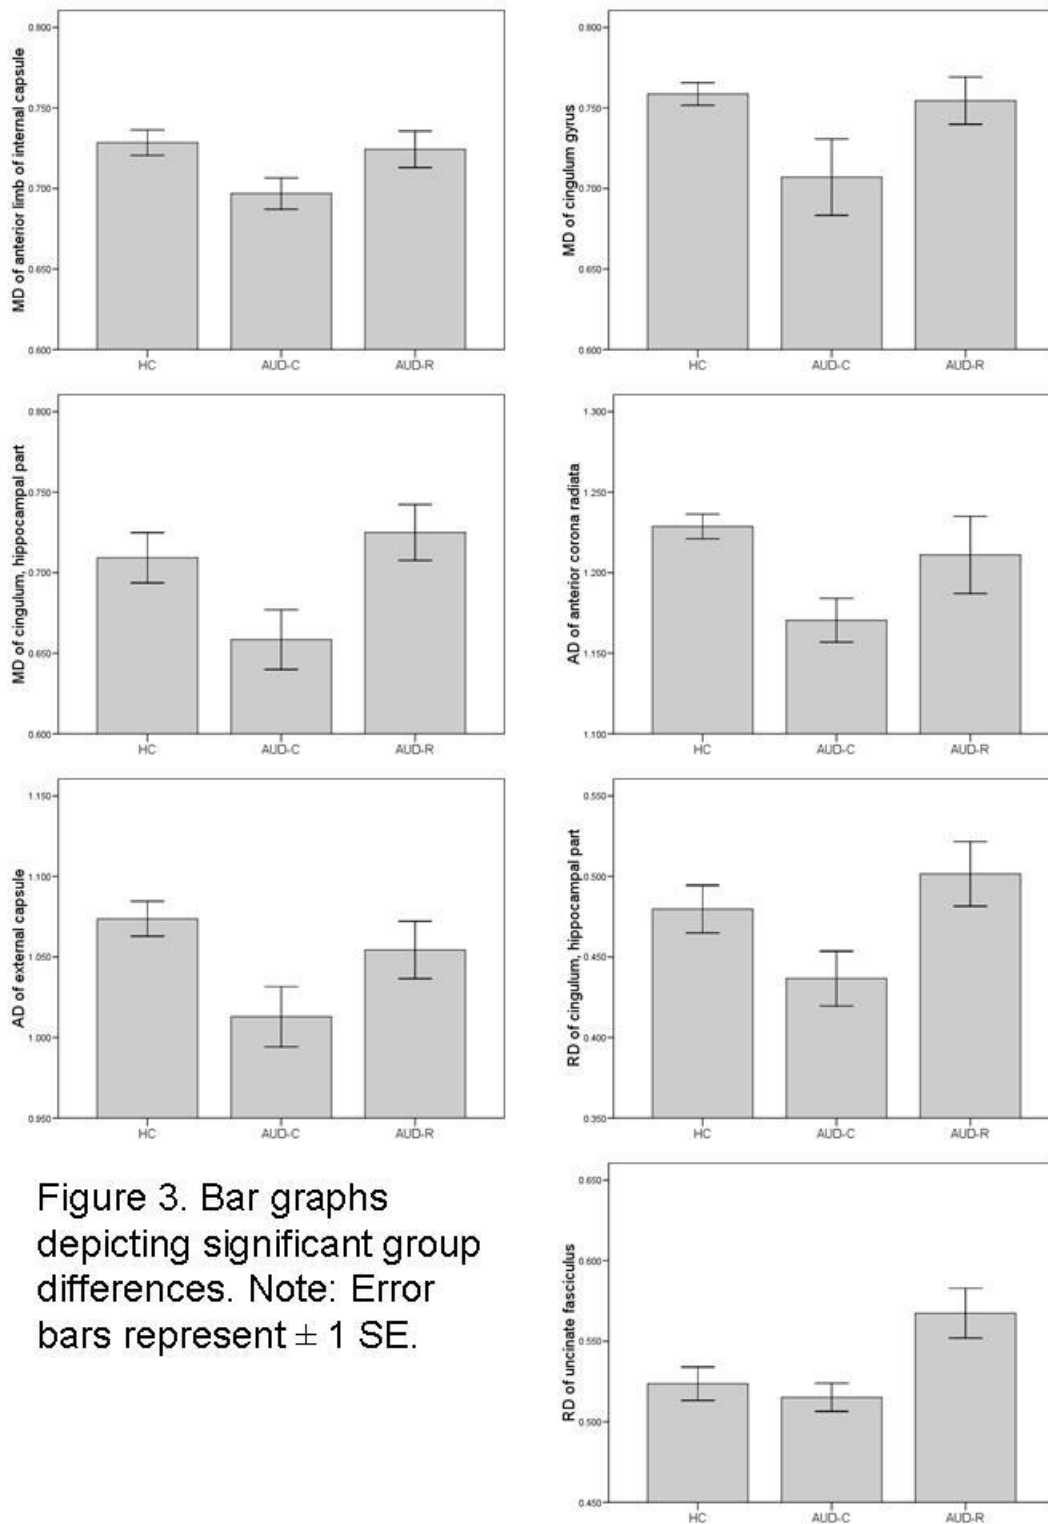 MD of anterior limb of internal capsule
0.800
0.750
0.700
0.650
0.600
HC AUD-C AUD-R
MD of cingulum gyrus
0.800
0.750
0.700
0.650
0.600
HC AUD-C AUD-R
MD of cingulum, hippocampal part
0.800
0.750
0.700
0.650
0.600
HC AUD-C AUD-R
AD of anterior corona radiata
1.300
1.250
1.200
1.150
1.100
HC AUD-C AUD-R
AD of external capsule
1.150
1.100
1.050
1.000
0.950
HC AUD-C AUD-R
RD of cingulum, hippocampal part
0.550
0.500
0.450
0.400
0.350
HC AUD-C AUD-R
Figure 3. Bar graphs
depicting significant group
differences. Note: Error
bars represent ± 1 SE.
RD of uncinate fasciculus
0.650
0.600
0.550
0.500
0.450
HC AUD-C AUD-R